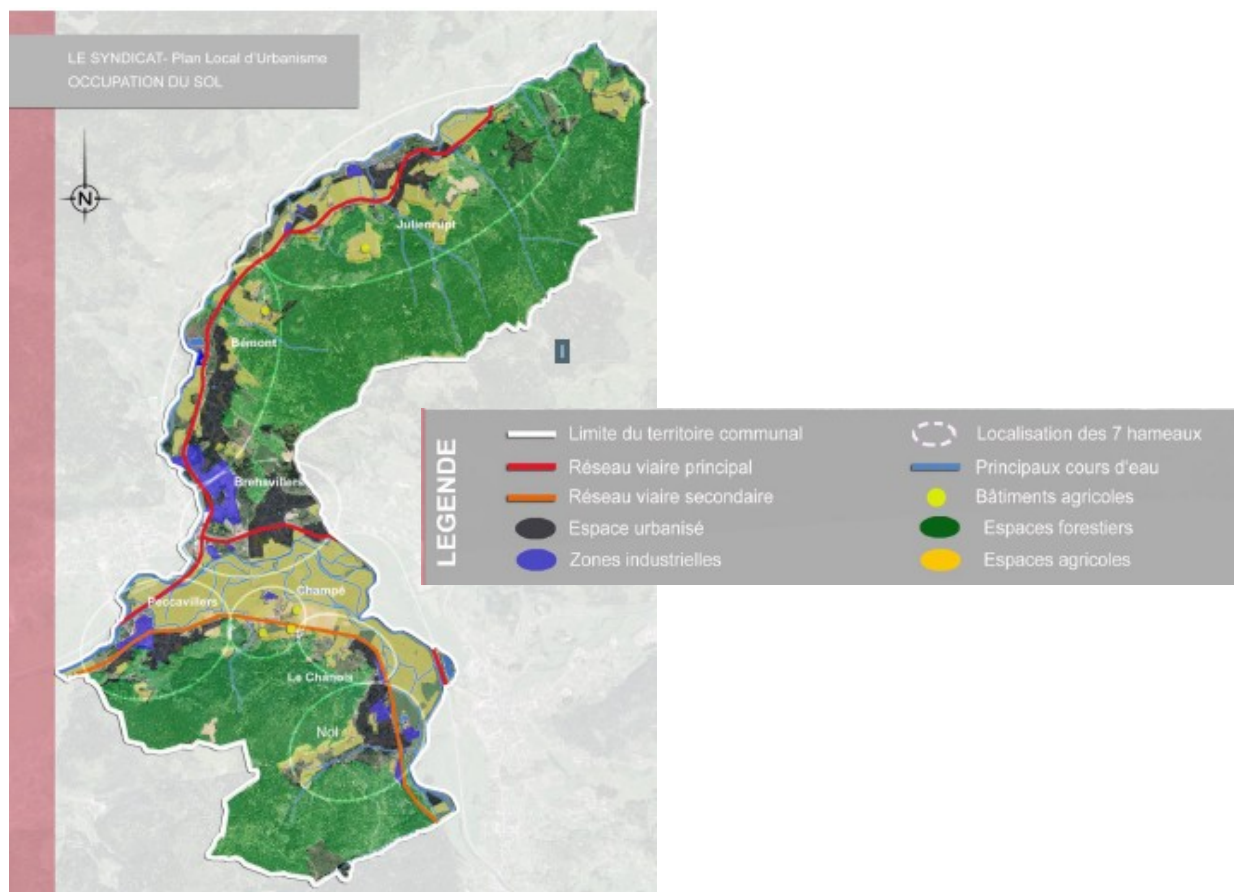 LE SYNDICAT- Plan Local d'Urbanisme
OCCUPATION DU SOL
N
Julienrupt
Bémont
Brehavillers
Peccavillers
Champé
Le Chanois
Nol
LEGENDE
Limite du territoire communal
Réseau viaire principal
Réseau viaire secondaire
Espace urbanisé
Zones industrielles
Localisation des 7 hameaux
Principaux cours d'eau
Bâtiments agricoles
Espaces forestiers
Espaces agricoles